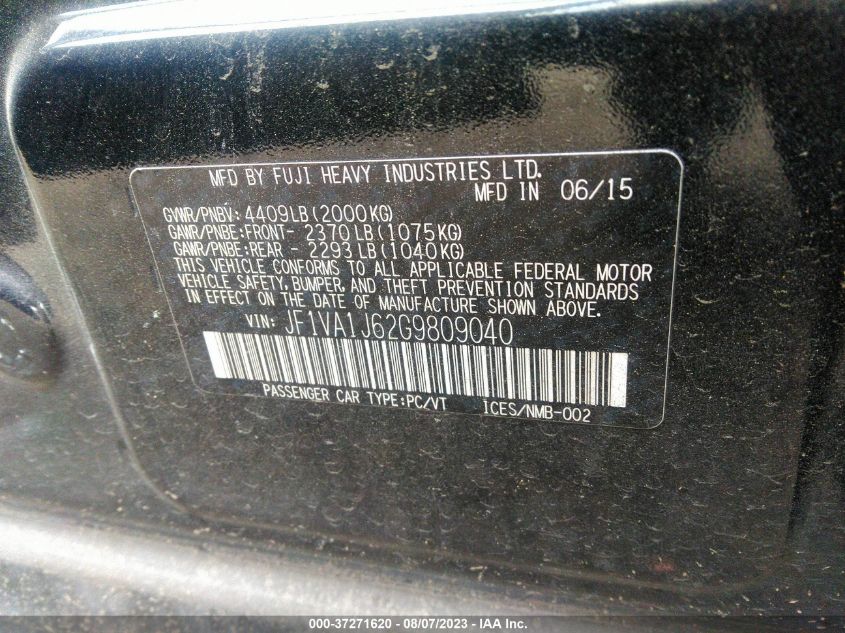 MFD BY FUJI HEAVY INDUSTRIES LTD.
MFD IN 06/15
GVWR/PNBV: 4409LB(2000KG)
GAWR/PNBE:FRONT- 2370LB(1075KG)
GAWR/PNBE:REAR - 2293LB(1040KG)
THIS VEHICLE CONFORMS TO ALL APPLICABLE FEDERAL MOTOR
VEHICLE SAFETY, BUMPER, AND THEFT PREVENTION STANDARDS
IN EFFECT ON THE DATE OF MANUFACTURE SHOWN ABOVE.
VIN: JF1VA1J62G9809040
PASSENGER CAR TYPE:PC/VT ICES/NMB-002
000-37271620 - 08/07/2023 - IAA Inc.